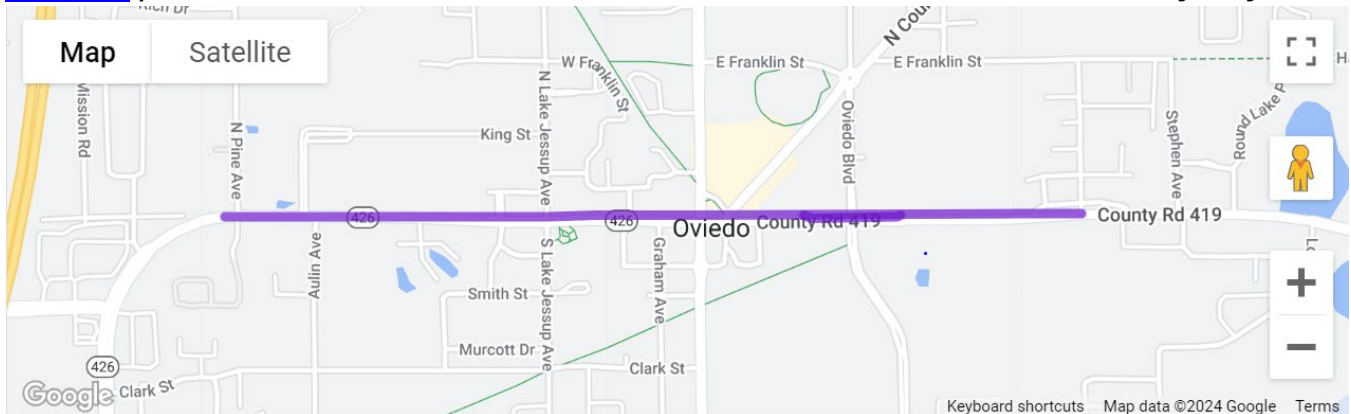 Rich Dr
Map
Satellite
N Cou
W Franklin St
E Franklin St
E Franklin St
Ha
Mission Rd
N Pine Ave
N Lake Jessup Ave
Oviedo Blvd
Stephen Ave
Round Lake P
King St
426
426
Oviedo
County Rd 419
County Rd 419
Aulin Ave
S Lake Jessup Ave
Graham Ave
Lo
Smith St
Murcott Dr
426
Clark St
Clark St
Google
Keyboard shortcuts
Map data ©2024 Google
Terms